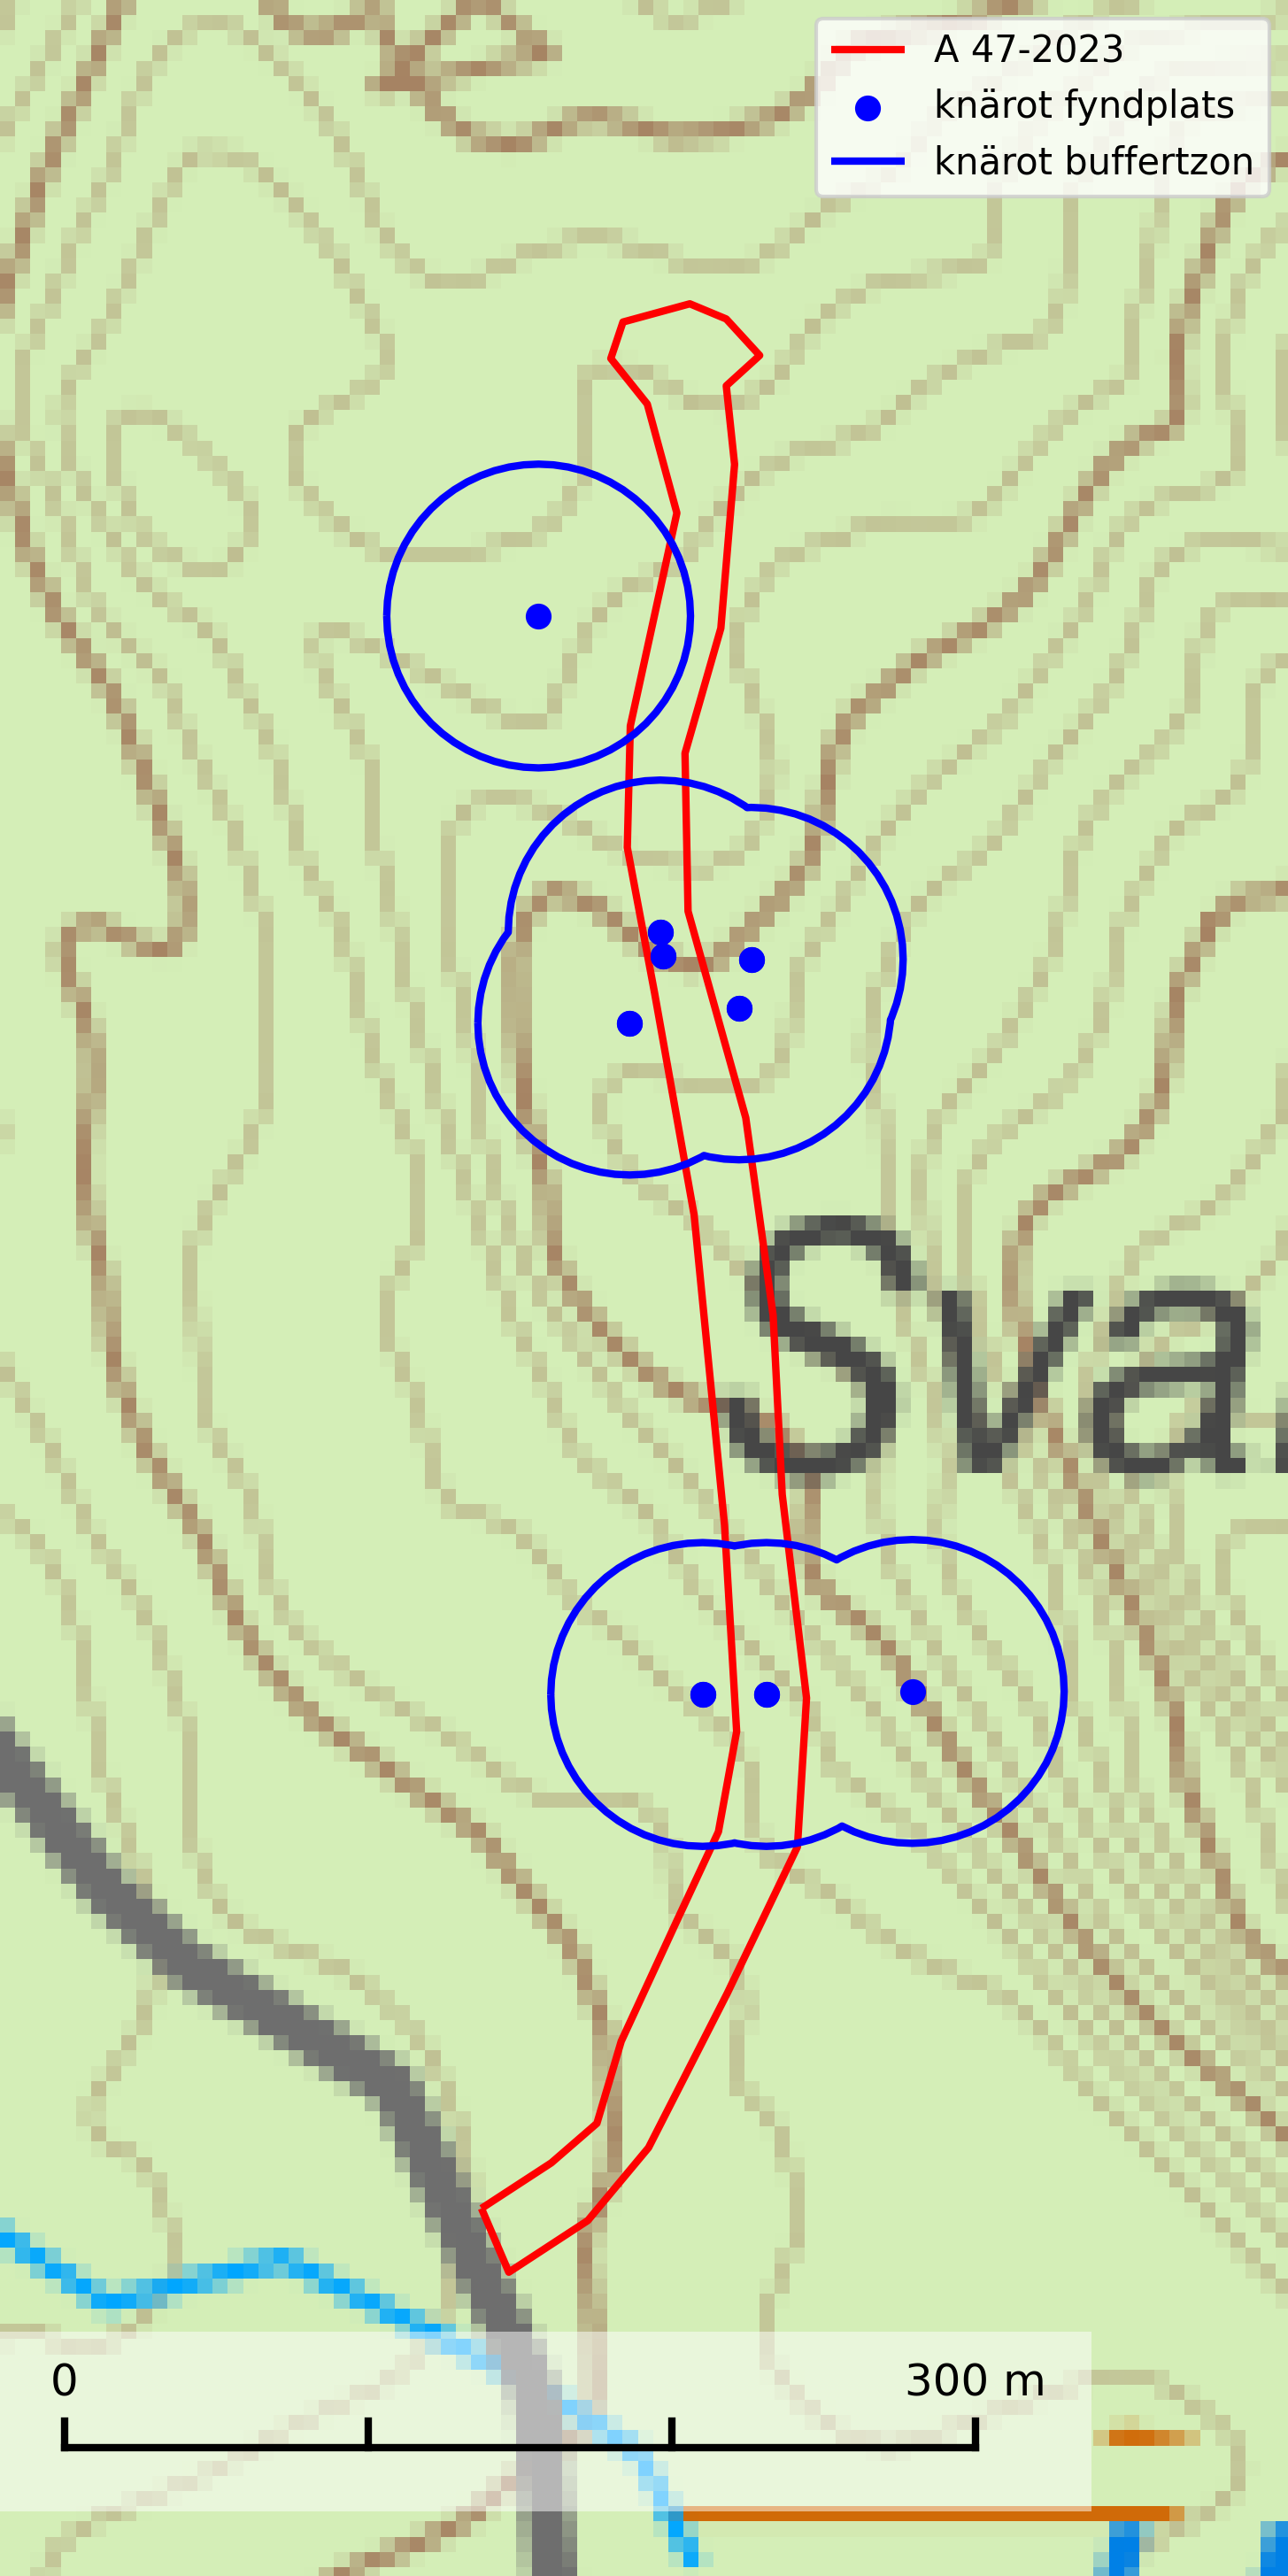 A 47-2023
knärot fyndplats
knärot buffertzon
Sva
0 300 m